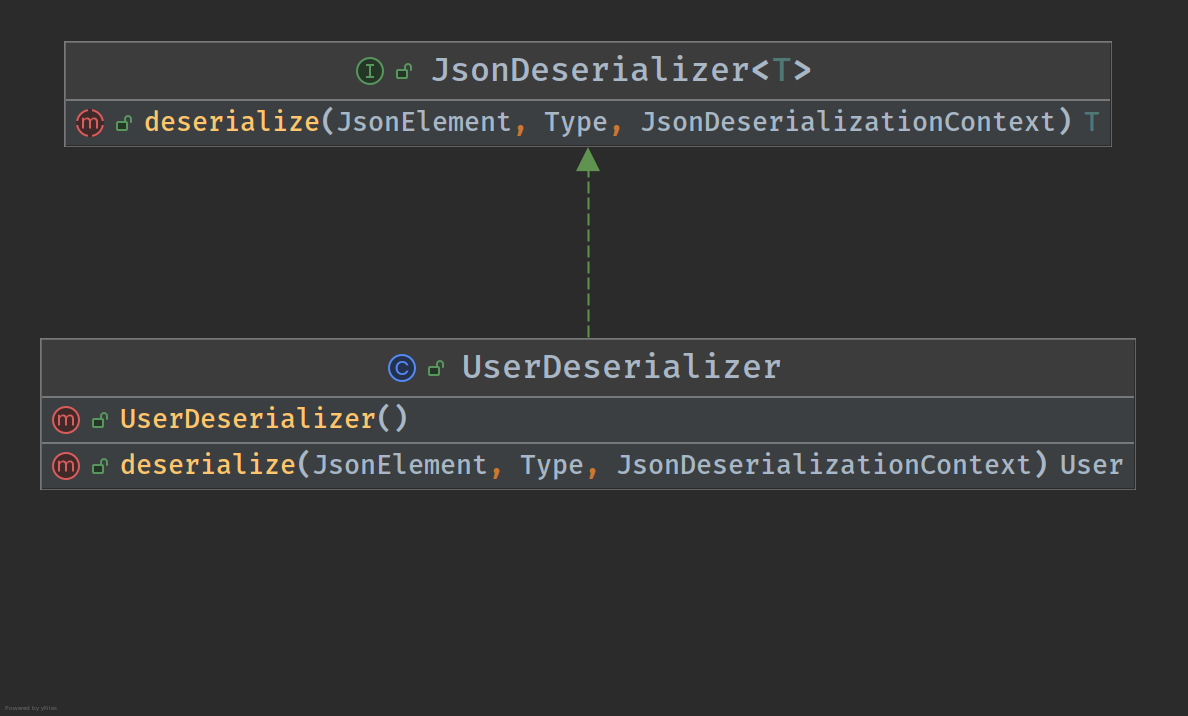 I JsonDeserializer<T>
m deserialize(JsonElement, Type, JsonDeserializationContext) T
C UserDeserializer
m UserDeserializer()
m deserialize(JsonElement, Type, JsonDeserializationContext) User
Powered by yFiles